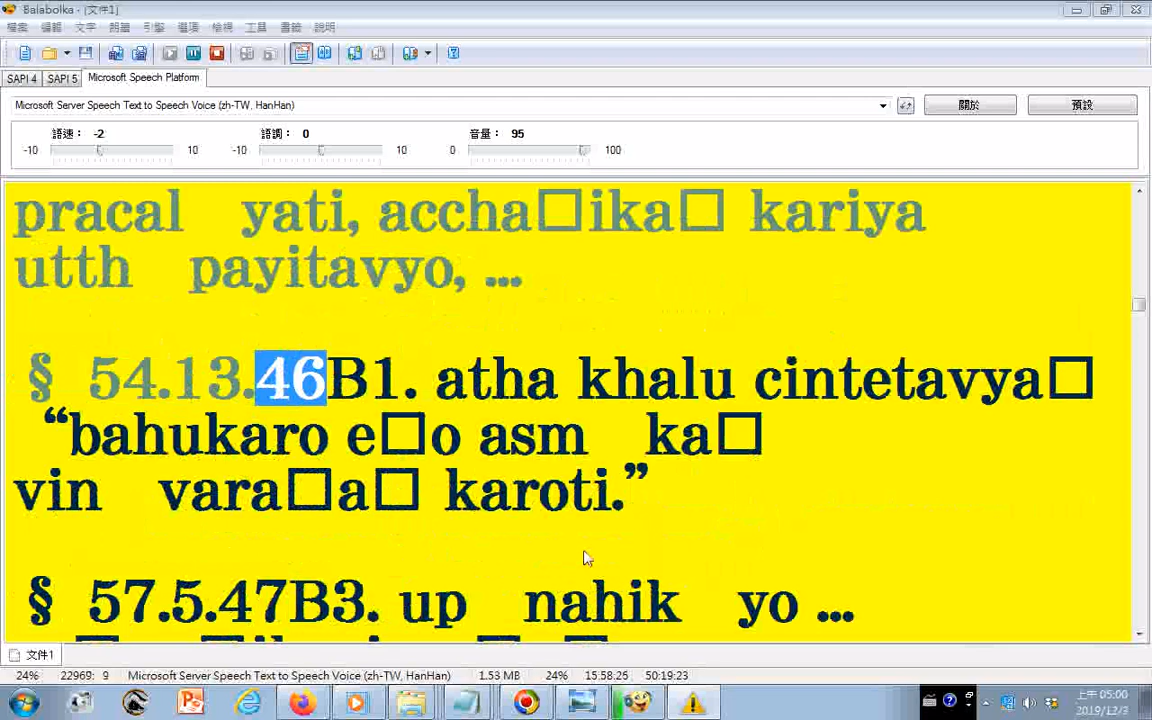 Balabolka - [文件1]
檔案 編輯 文字 朗讀 引擎 選項 檢視 工具 書籤 說明
SAPI 4 SAPI 5 Microsoft Speech Platform
Microsoft Server Speech Text to Speech Voice (zh-TW, HanHan) 關於 預設
語速： -2 語調： 0 音量： 95
-10 10 -10 10 0 100
pracal yati, accha□ika□ kariya
utth payitavyo, ...
§ 54.13.46B1. atha khalu cintetavya□
“bahukaro e□o asm ka□
vin vara□a□ karoti.”
§ 57.5.47B3. up nahik yo ...
文件1
24% 22969: 9 Microsoft Server Speech Text to Speech Voice (zh-TW, HanHan) 1.53 MB 24% 15:58:25 50:19:23
上午 05:00
2019/12/3